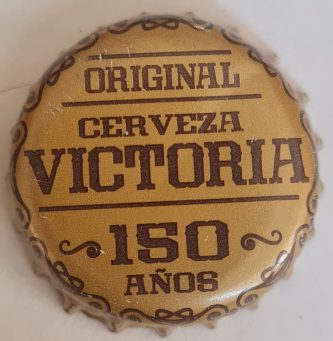 ORIGINAL
CERVEZA
VICTORIA
150
AÑOS